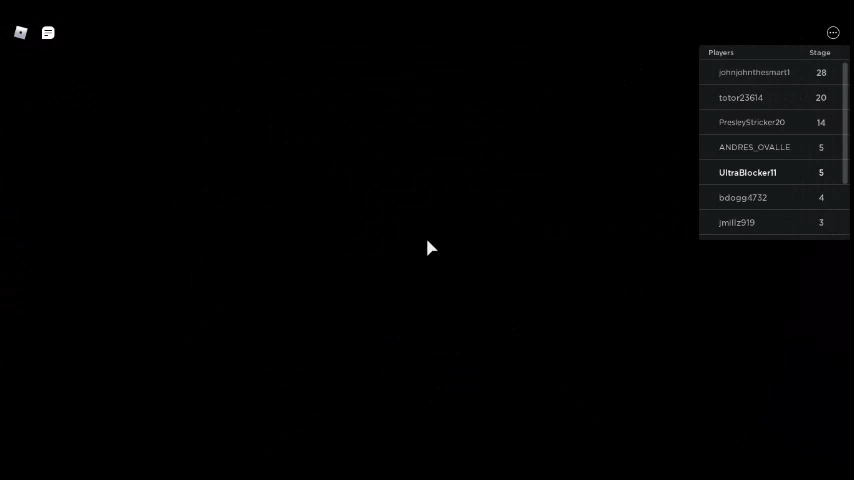 Players Stage
johnjohnthesmart1 28
totor23614 20
PresleyStricker20 14
ANDRES_OVALLE 5
UltraBlocker11 5
bdogg4732 4
jmillz919 3